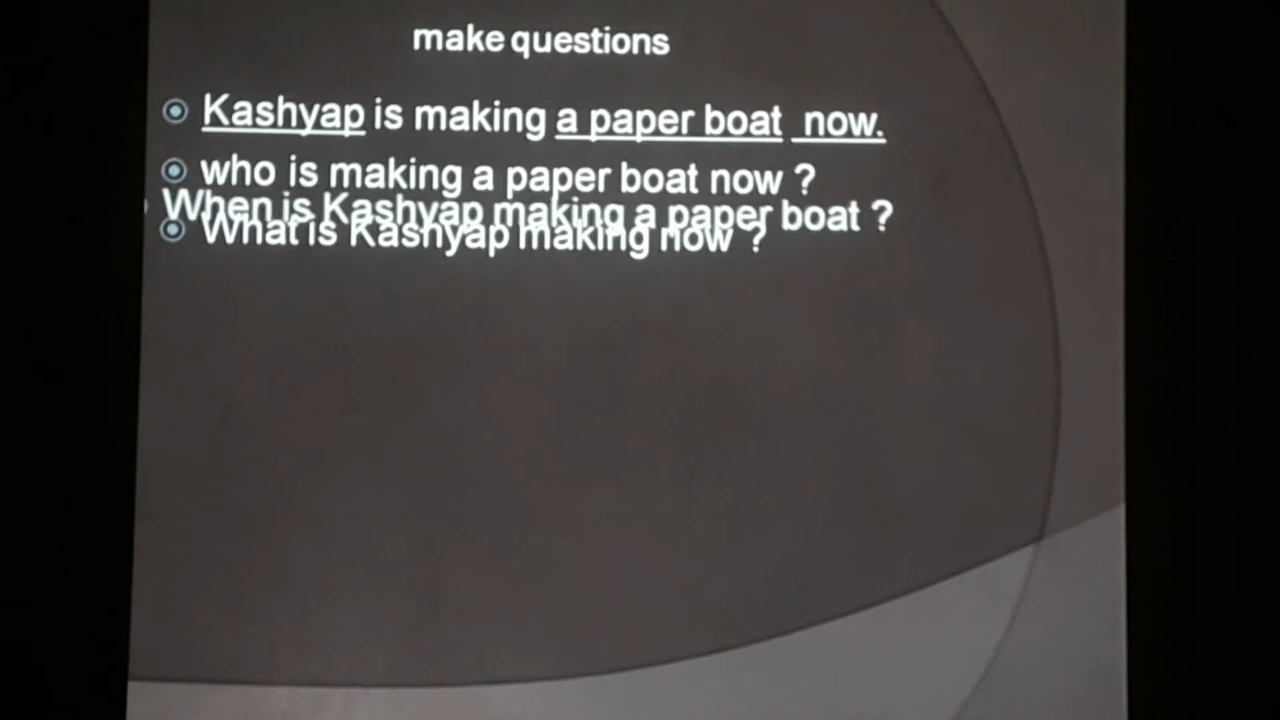 make questions
Kashyap is making a paper boat now.
who is making a paper boat now ?
When is Kashyap making a paper boat ?
What is Kashyap making now ?